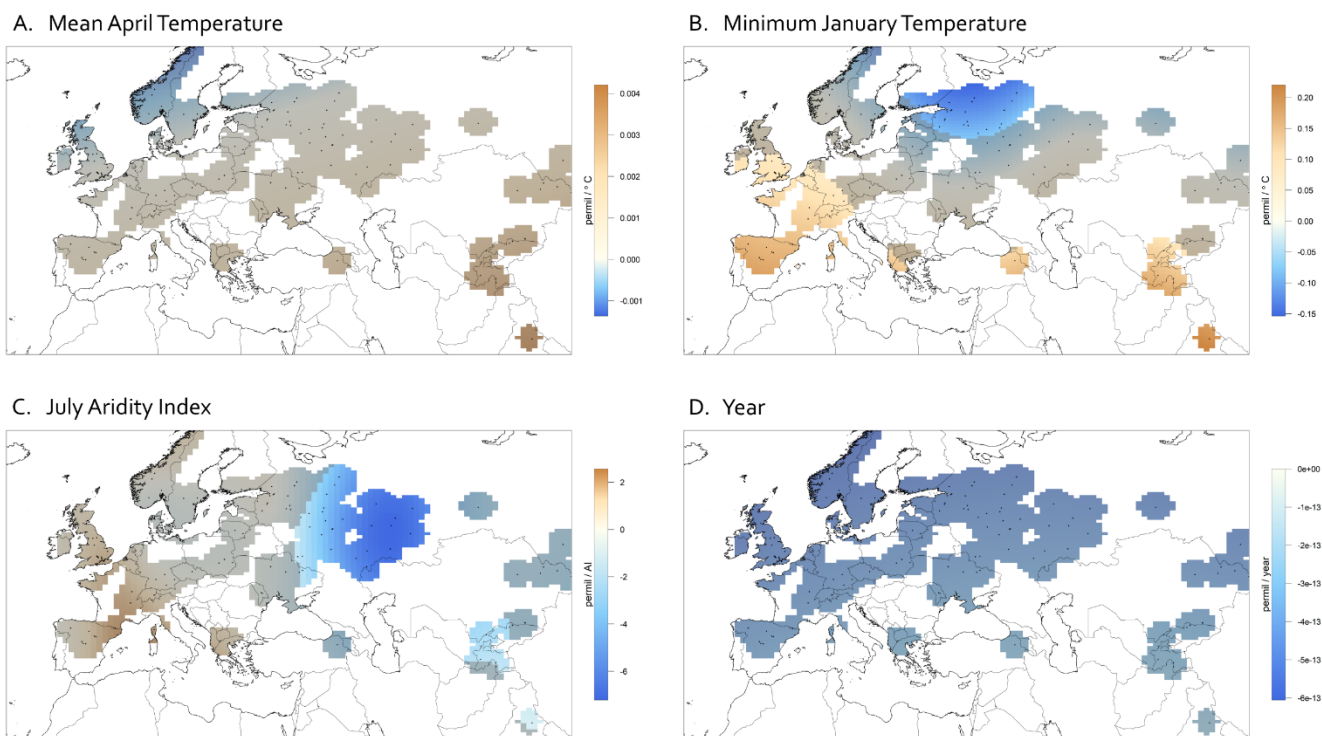 A. Mean April Temperature
B. Minimum January Temperature
0.004
0.003
0.002
0.001
0.000
-0.001
permil / ° C
0.20
0.15
0.10
0.05
0.00
-0.05
-0.10
-0.15
permil / ° C
C. July Aridity Index
D. Year
2
0
-2
-4
-6
permil / AI
0e+00
-1e-13
-2e-13
-3e-13
-4e-13
-5e-13
-6e-13
permil / year